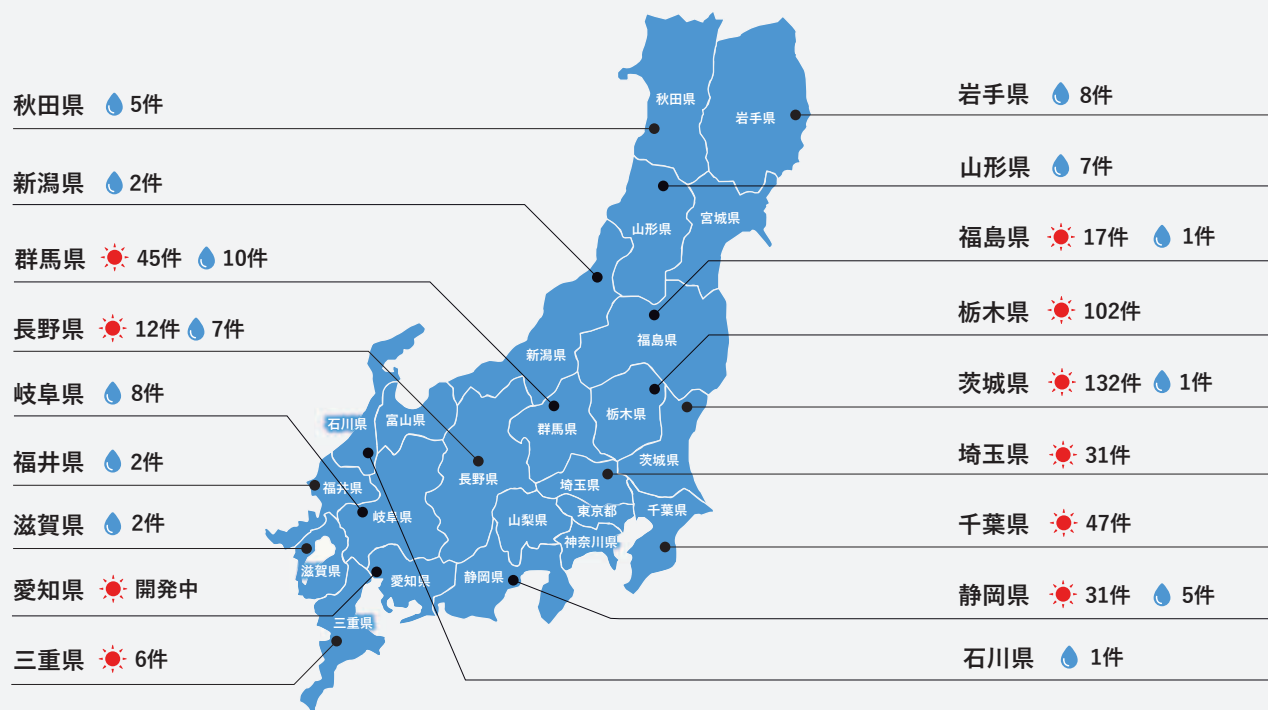 秋田県 5件
新潟県 2件
群馬県 45件 10件
長野県 12件 7件
岐阜県 8件
福井県 2件
滋賀県 2件
愛知県 開発中
三重県 6件
秋田県
岩手県
山形県
宮城県
福島県
新潟県
栃木県
群馬県
石川県
富山県
茨城県
長野県
埼玉県
福井県
岐阜県
山梨県
東京都
千葉県
神奈川県
滋賀県
愛知県
静岡県
三重県
岩手県 8件
山形県 7件
福島県 17件 1件
栃木県 102件
茨城県 132件 1件
埼玉県 31件
千葉県 47件
静岡県 31件 5件
石川県 1件